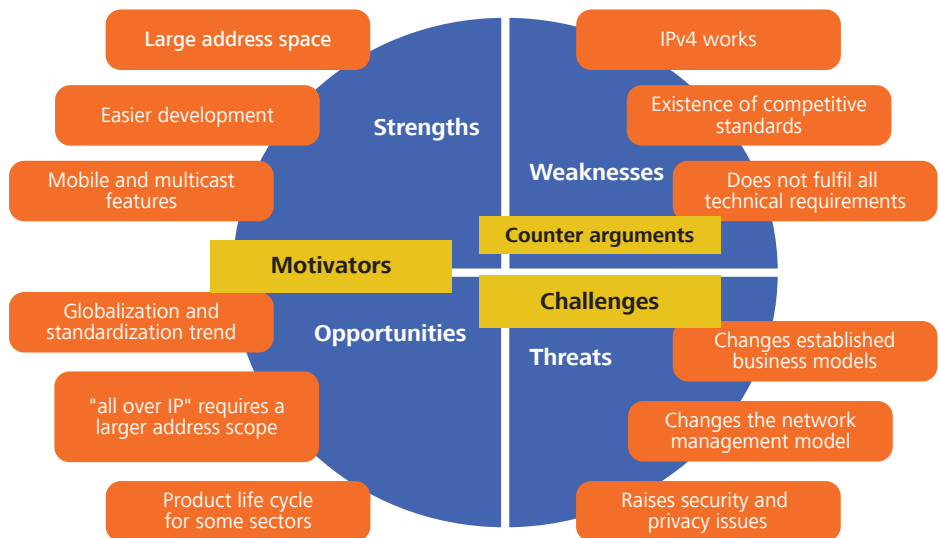 Large address space
Easier development
Mobile and multicast
features
Strengths
IPv4 works
Existence of competitive
standards
Does not fulfil all
technical requirements
Weaknesses
Counter arguments
Motivators
Challenges
Globalization and
standardization trend
"all over IP" requires a
larger address scope
Product life cycle
for some sectors
Opportunities
Threats
Changes established
business models
Changes the network
management model
Raises security and
privacy issues